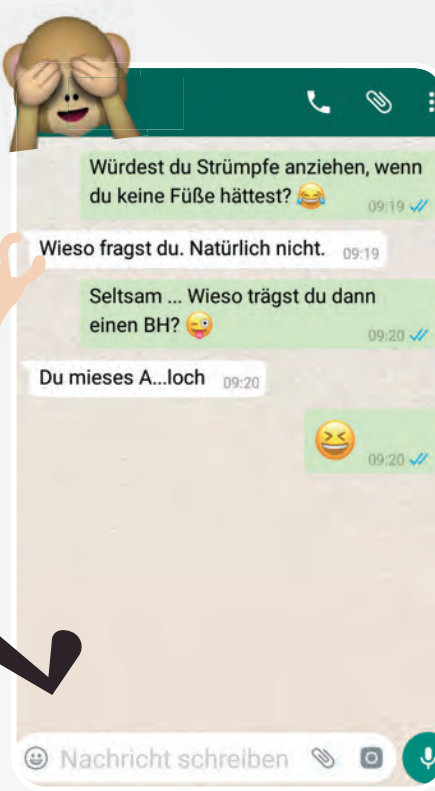 Würdest du Strümpfe anziehen, wenn
du keine Füße hättest? 😂
09:19
Wieso fragst du. Natürlich nicht. 09:19
Seltsam ... Wieso trägst du dann
einen BH? 😜
09:20
Du mieses A...loch 09:20
😆 09:20
Nachricht schreiben